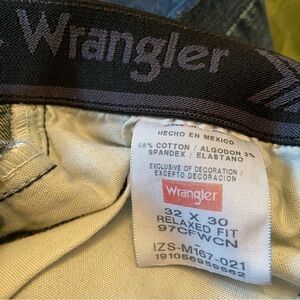 Wrangler
HECHO EN MEXICO
98% COTTON / ALGODON 2%
SPANDEX / ELASTANO
EXCLUSIVE OF DECORATION /
EXCEPTO DECORACION
Wrangler
32 X 30
RELAXED FIT
97CFWCN
IZS-M167-021
191056959562